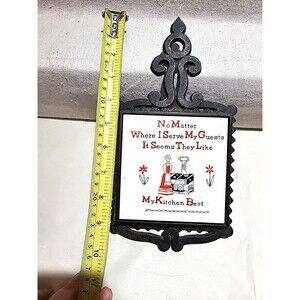 No Matter
Where I Serve My Guests
It Seems They Like
My Kitchen Best